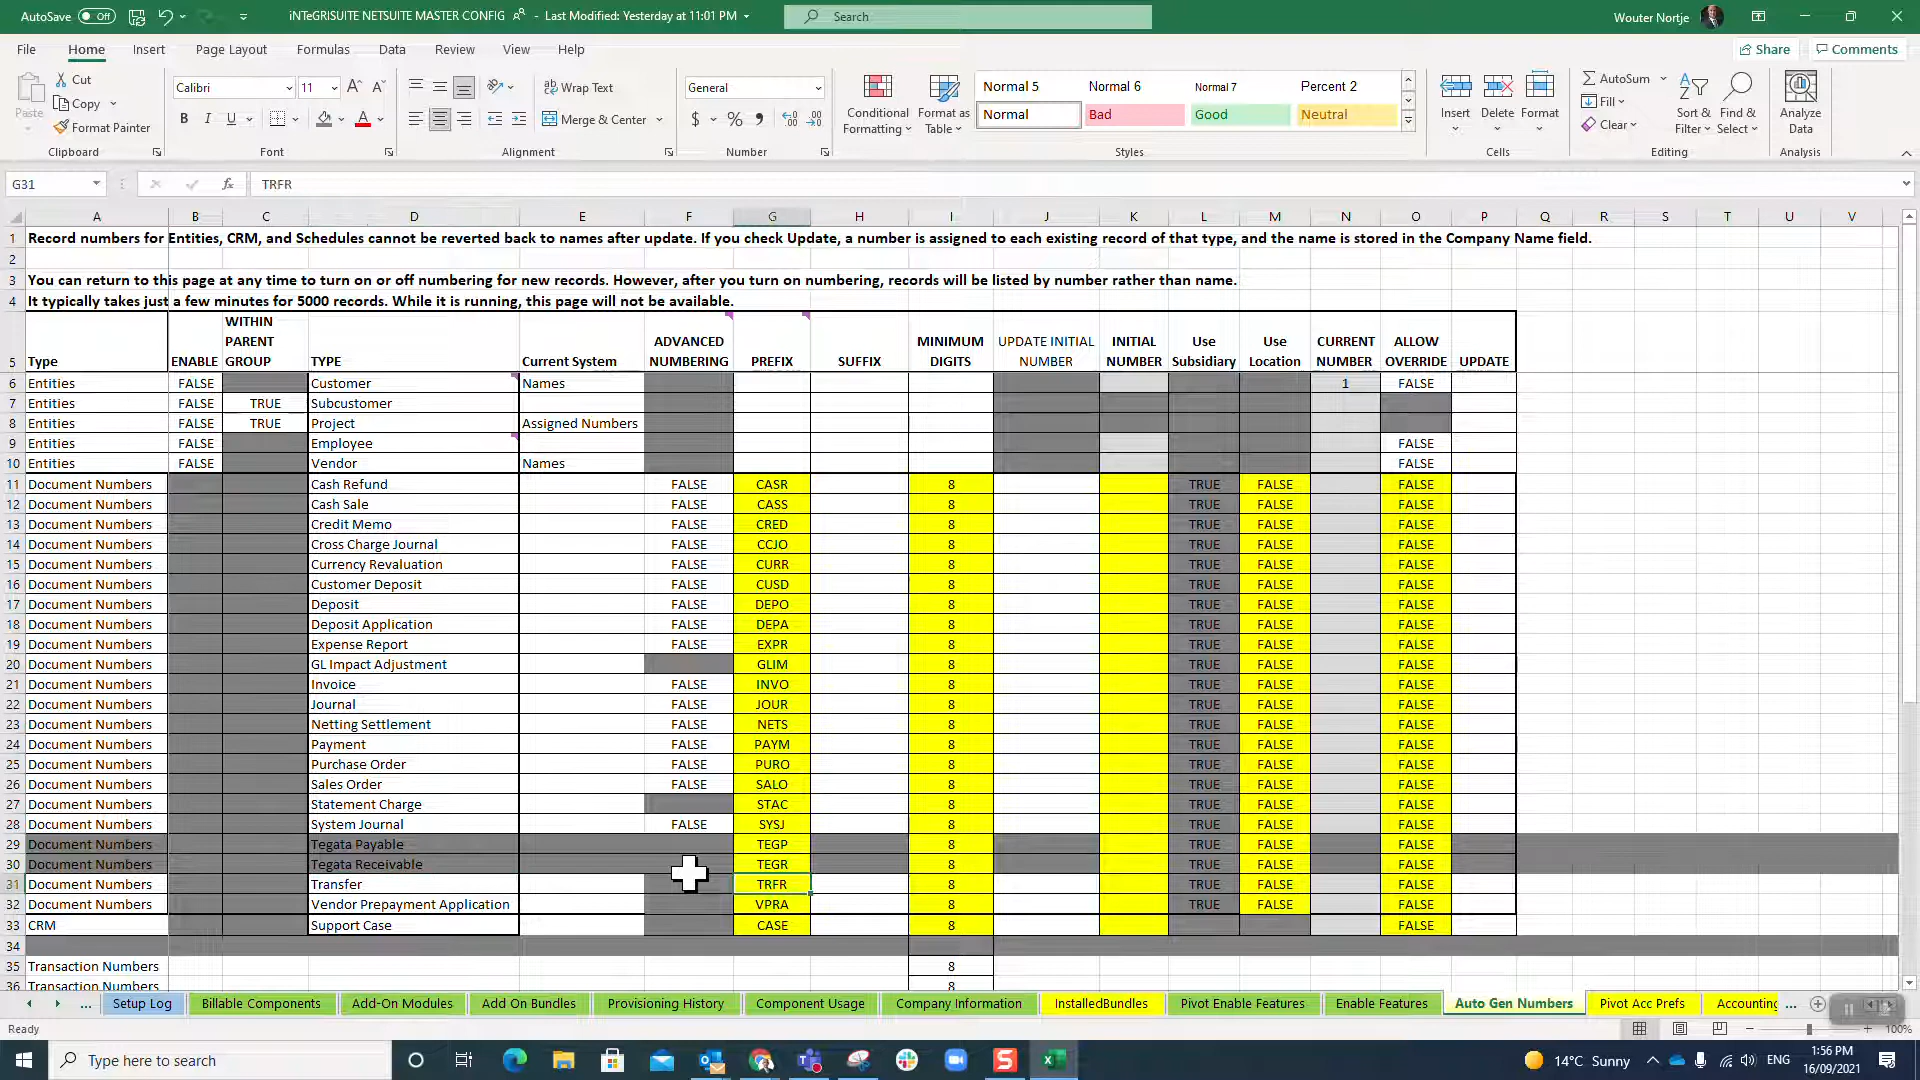 AutoSave Off iNTeGRiSUiTE NETSUITE MASTER CONFIG - Last Modified: Yesterday at 11:01 PM Search Wouter Nortje
File Home Insert Page Layout Formulas Data Review View Help Share Comments
Paste Cut Copy Format Painter Clipboard
Calibri 11 B I U A A A Font
ab Wrap Text Merge & Center Alignment
General $ % 9 Number
Conditional Formatting Format as Table
Normal 5 Normal 6 Normal 7 Percent 2
Normal Bad Good Neutral
Styles
Insert Delete Format Cells
AutoSum Fill Clear Sort & Filter Find & Select Editing
Analyze Data Analysis
G31 fx TRFR
A B C D E F G H I J K L M N O P Q R S T U V
1 Record numbers for Entities, CRM, and Schedules cannot be reverted back to names after update. If you check Update, a number is assigned to each existing record of that type, and the name is stored in the Company Name field.
2
3 You can return to this page at any time to turn on or off numbering for new records. However, after you turn on numbering, records will be listed by number rather than name.
4 It typically takes just a few minutes for 5000 records. While it is running, this page will not be available.
5 Type ENABLE WITHIN PARENT GROUP TYPE Current System ADVANCED NUMBERING PREFIX SUFFIX MINIMUM DIGITS UPDATE INITIAL NUMBER INITIAL NUMBER Use Subsidiary Use Location CURRENT NUMBER ALLOW OVERRIDE UPDATE
6 Entities FALSE Customer Names 1 FALSE
7 Entities FALSE TRUE Subcustomer
8 Entities FALSE TRUE Project Assigned Numbers
9 Entities FALSE Employee FALSE
10 Entities FALSE Vendor Names FALSE
11 Document Numbers Cash Refund FALSE CASR 8 TRUE FALSE FALSE
12 Document Numbers Cash Sale FALSE CASS 8 TRUE FALSE FALSE
13 Document Numbers Credit Memo FALSE CRED 8 TRUE FALSE FALSE
14 Document Numbers Cross Charge Journal FALSE CCJO 8 TRUE FALSE FALSE
15 Document Numbers Currency Revaluation FALSE CURR 8 TRUE FALSE FALSE
16 Document Numbers Customer Deposit FALSE CUSD 8 TRUE FALSE FALSE
17 Document Numbers Deposit FALSE DEPO 8 TRUE FALSE FALSE
18 Document Numbers Deposit Application FALSE DEPA 8 TRUE FALSE FALSE
19 Document Numbers Expense Report FALSE EXPR 8 TRUE FALSE FALSE
20 Document Numbers GL Impact Adjustment GLIM 8 TRUE FALSE FALSE
21 Document Numbers Invoice FALSE INVO 8 TRUE FALSE FALSE
22 Document Numbers Journal FALSE JOUR 8 TRUE FALSE FALSE
23 Document Numbers Netting Settlement FALSE NETS 8 TRUE FALSE FALSE
24 Document Numbers Payment FALSE PAYM 8 TRUE FALSE FALSE
25 Document Numbers Purchase Order FALSE PURO 8 TRUE FALSE FALSE
26 Document Numbers Sales Order FALSE SALO 8 TRUE FALSE FALSE
27 Document Numbers Statement Charge STAC 8 TRUE FALSE FALSE
28 Document Numbers System Journal FALSE SYSJ 8 TRUE FALSE FALSE
29 Document Numbers Tegata Payable TEGP 8 TRUE FALSE FALSE
30 Document Numbers Tegata Receivable TEGR 8 TRUE FALSE FALSE
31 Document Numbers Transfer TRFR 8 TRUE FALSE FALSE
32 Document Numbers Vendor Prepayment Application VPRA 8 TRUE FALSE FALSE
33 CRM Support Case CASE 8 FALSE
34
35 Transaction Numbers 8
36 Transaction Numbers 8
... Setup Log Billable Components Add-On Modules Add On Bundles Provisioning History Component Usage Company Information InstalledBundles Pivot Enable Features Enable Features Auto Gen Numbers Pivot Acc Prefs Accounting ...
Ready 100%
Type here to search 14°C Sunny ENG 1:56 PM
16/09/2021